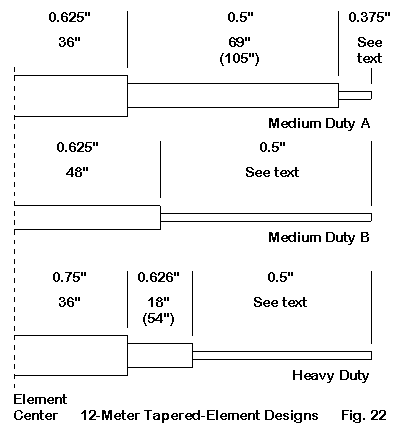 0.625" 0.5" 0.375"
36" 69" See
(105") text
Medium Duty A
0.625" 0.5"
48" See text
Medium Duty B
0.75" 0.626" 0.5"
36" 18" See text
(54")
Heavy Duty
Element
Center 12-Meter Tapered-Element Designs Fig. 22